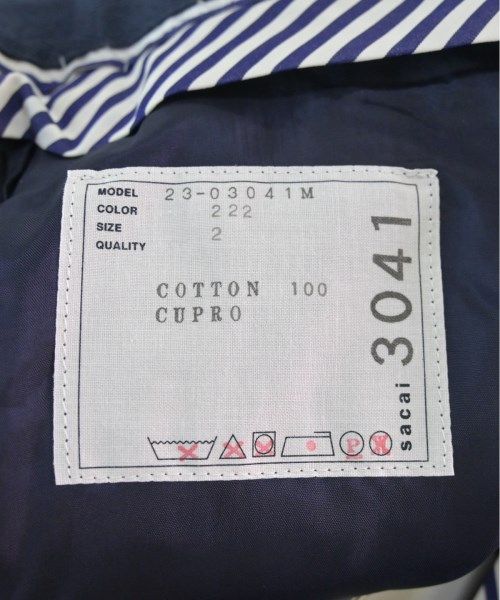 MODEL 23-03041M
COLOR 222
SIZE 2
QUALITY
COTTON 100
CUPRO
P
sacai 3041